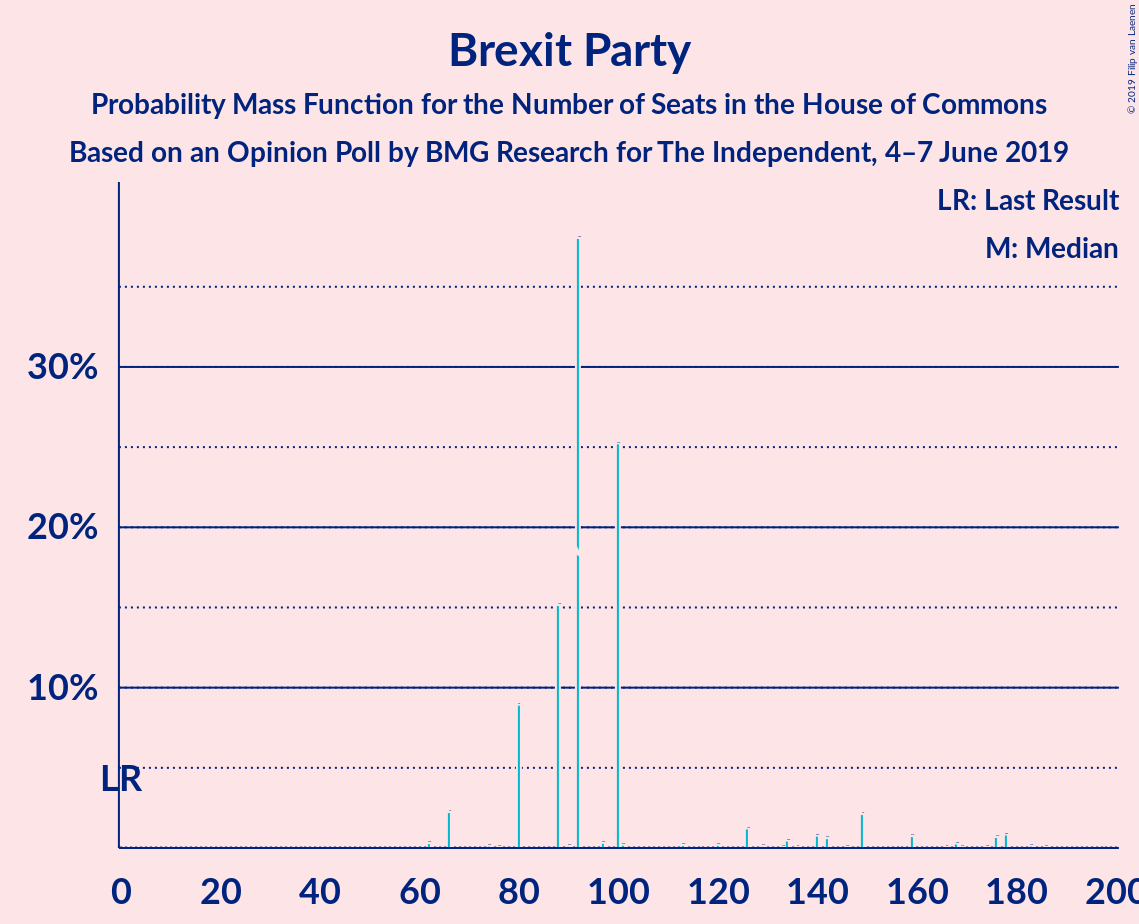 Brexit Party
Probability Mass Function for the Number of Seats in the House of Commons
Based on an Opinion Poll by BMG Research for The Independent, 4–7 June 2019
© 2019 Filip van Laenen
LR: Last Result
M: Median
30%
20%
10%
LR
0 20 40 60 80 100 120 140 160 180 200